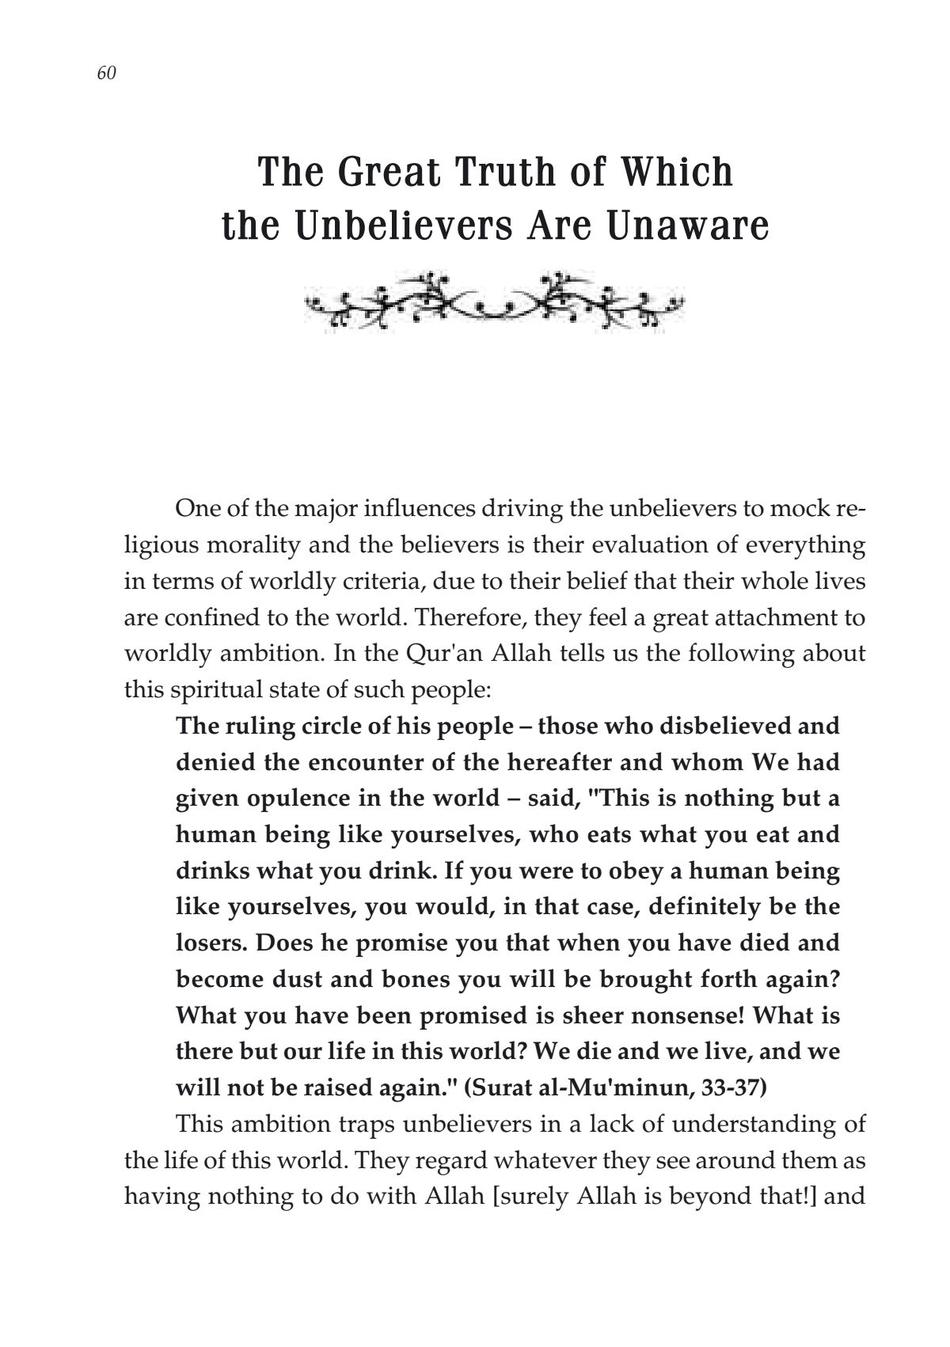 60
The Great Truth of Which
the Unbelievers Are Unaware
One of the major influences driving the unbelievers to mock re-
ligious morality and the believers is their evaluation of everything
in terms of worldly criteria, due to their belief that their whole lives
are confined to the world. Therefore, they feel a great attachment to
worldly ambition. In the Qur'an Allah tells us the following about
this spiritual state of such people:
The ruling circle of his people – those who disbelieved and
denied the encounter of the hereafter and whom We had
given opulence in the world – said, "This is nothing but a
human being like yourselves, who eats what you eat and
drinks what you drink. If you were to obey a human being
like yourselves, you would, in that case, definitely be the
losers. Does he promise you that when you have died and
become dust and bones you will be brought forth again?
What you have been promised is sheer nonsense! What is
there but our life in this world? We die and we live, and we
will not be raised again." (Surat al-Mu'minun, 33-37)
This ambition traps unbelievers in a lack of understanding of
the life of this world. They regard whatever they see around them as
having nothing to do with Allah [surely Allah is beyond that!] and